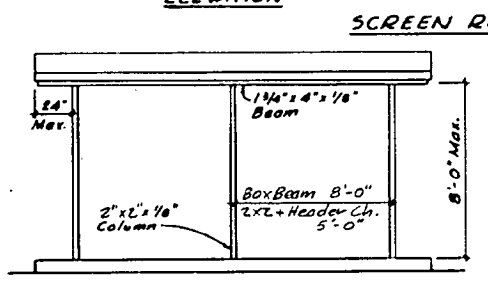 ELEVATION
SCREEN R
24"
Max.
1 3/4" x 4" x 1/8"
Beam
2" x 2" x 1/8"
Column
Box Beam 8'-0"
2x2 + Header Ch.
5'-0"
8'-0" Max.